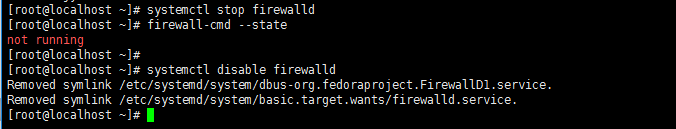 [root@localhost ~]# systemctl stop firewalld
[root@localhost ~]# firewall-cmd --state
not running
[root@localhost ~]#
[root@localhost ~]# systemctl disable firewalld
Removed symlink /etc/systemd/system/dbus-org.fedoraproject.FirewallD1.service.
Removed symlink /etc/systemd/system/basic.target.wants/firewalld.service.
[root@localhost ~]#